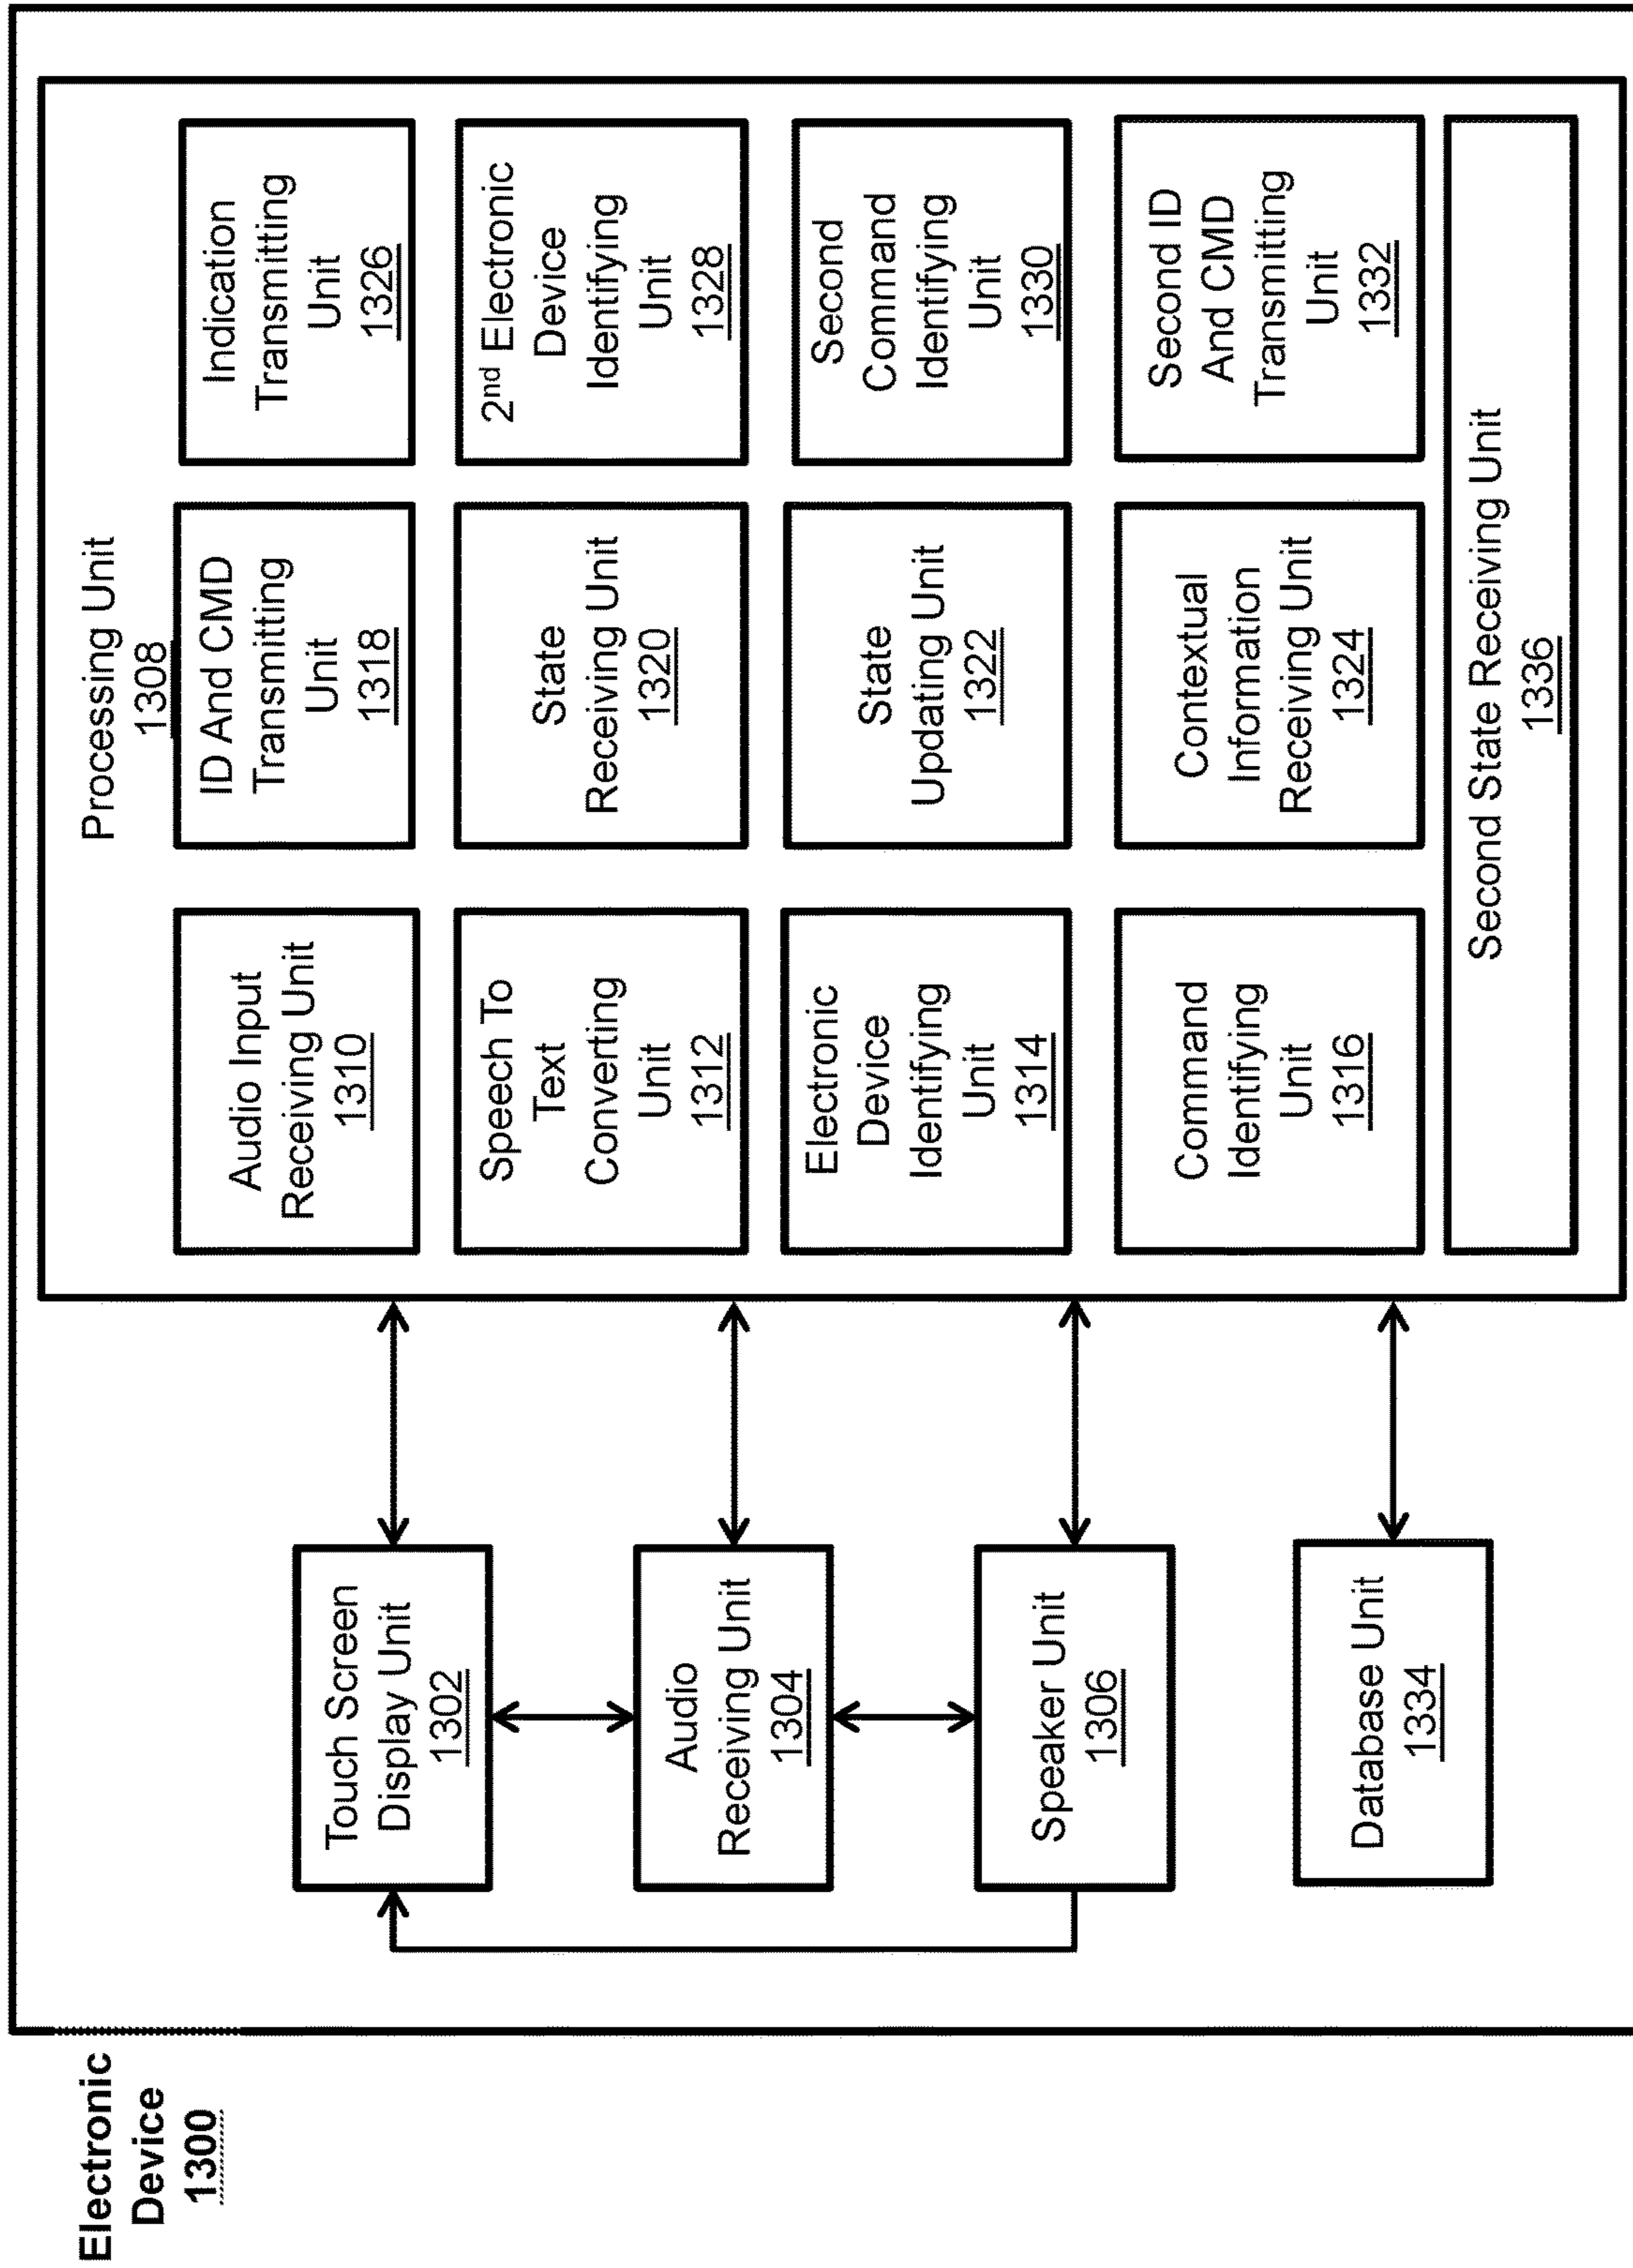 Electronic
Device
1300
Touch Screen
Display Unit
1302
Audio
Receiving Unit
1304
Speaker Unit
1306
Database Unit
1334
Processing Unit
1308
Audio Input
Receiving Unit
1310
Speech To
Text
Converting
Unit
1312
Electronic
Device
Identifying
Unit
1314
Command
Identifying
Unit
1316
ID And CMD
Transmitting
Unit
1318
State
Receiving Unit
1320
State
Updating Unit
1322
Contextual
Information
Receiving Unit
1324
Indication
Transmitting
Unit
1326
2nd Electronic
Device
Identifying
Unit
1328
Second
Command
Identifying
Unit
1330
Second ID
And CMD
Transmitting
Unit
1332
Second State Receiving Unit
1336